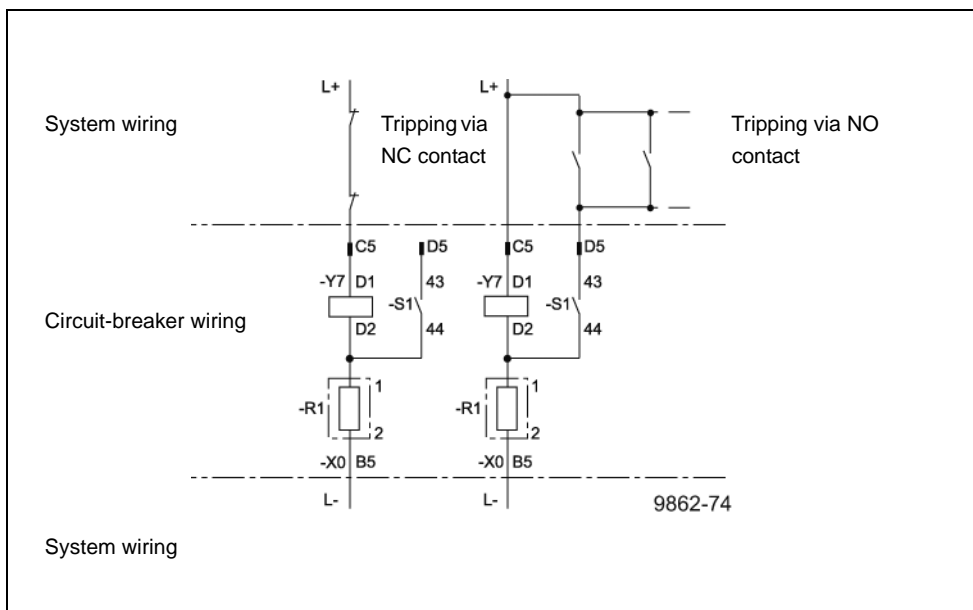 L+
L+
System wiring
Tripping via
NC contact
Tripping via NO
contact
C5
D5
C5
D5
-Y7
D1
43
-Y7
D1
43
-S1
-S1
Circuit-breaker wiring
D2
44
D2
44
1
1
-R1
-R1
2
2
-X0
B5
-X0
B5
L-
L-
9862-74
System wiring